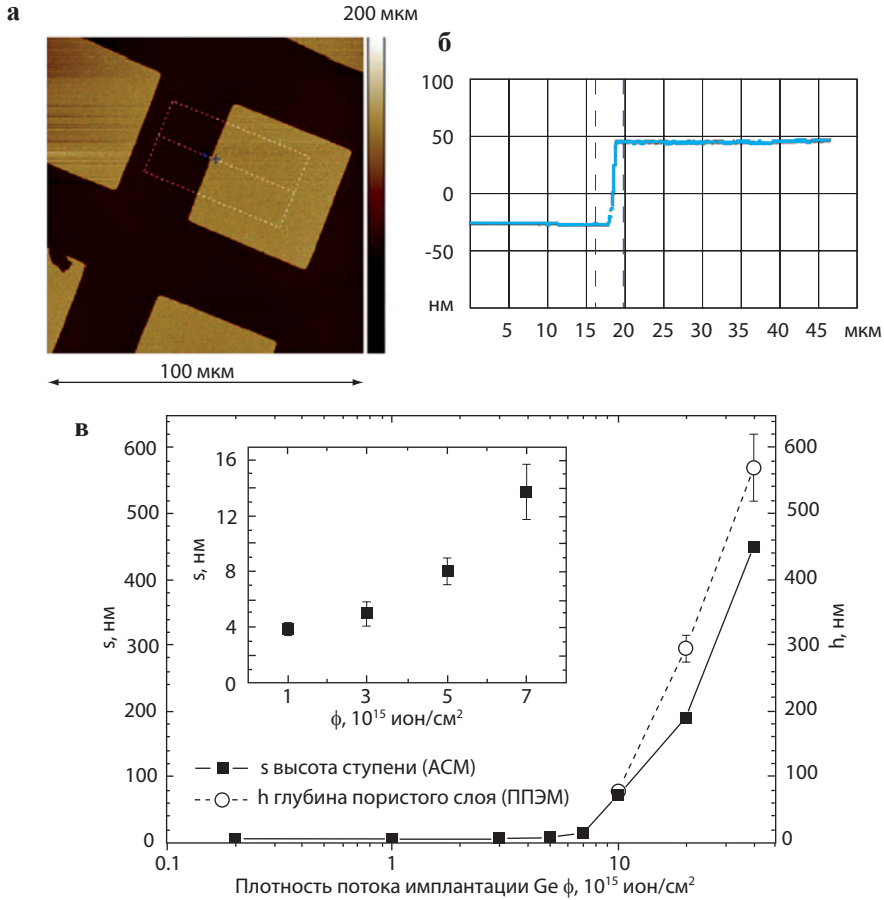 а
200 мкм
100 мкм
б
100
50
0
-50
нм
5 10 15 20 25 30 35 40 45 мкм
в
600
500
400
300
200
100
0
s, нм
16
12
8
4
0
s, нм
1 3 5 7
ϕ, 10¹⁵ ион/см²
s высота ступени (АСМ)
h глубина пористого слоя (ППЭМ)
600
500
400
300
200
100
0
h, нм
0.1 1 10
Плотность потока имплантации Ge ϕ, 10¹⁵ ион/см²